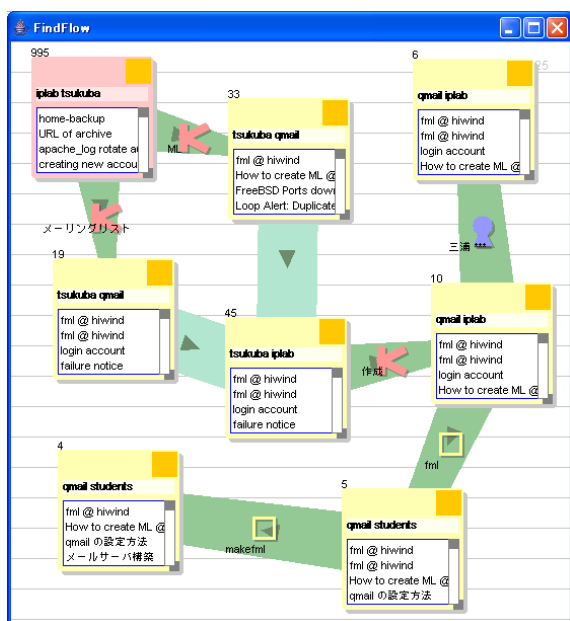 FindFlow
995
iplab tsukuba
home-backup
URL of archive
apache_log rotate au
creating new accou
ML
33
tsukuba qmail
fml @ hiwind
How to create ML @
FreeBSD Ports down
Loop Alert: Duplicate
6
25
qmail iplab
fml @ hiwind
fml @ hiwind
login account
How to create ML @
メーリングリスト
三浦 ***
19
tsukuba qmail
fml @ hiwind
fml @ hiwind
login account
failure notice
45
tsukuba iplab
fml @ hiwind
fml @ hiwind
login account
failure notice
作成
10
qmail iplab
fml @ hiwind
fml @ hiwind
login account
How to create ML @
fml
4
qmail students
fml @ hiwind
How to create ML @
qmail の設定方法
メールサーバ構築
makefml
5
qmail students
fml @ hiwind
fml @ hiwind
How to create ML @
qmail の設定方法